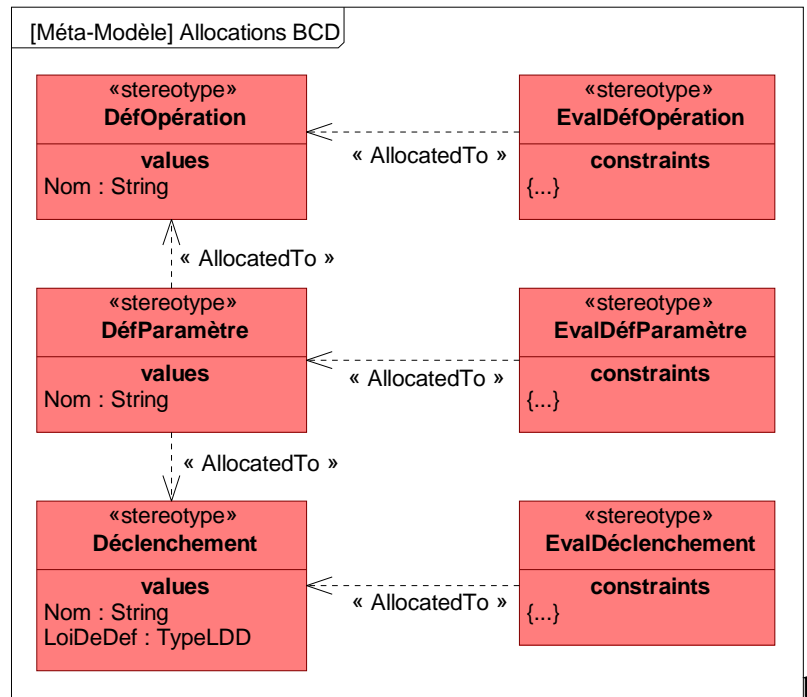 [Méta-Modèle] Allocations BCD
«stereotype»
DéfOpération
values
Nom : String
« AllocatedTo »
«stereotype»
EvalDéfOpération
constraints
{...}
« AllocatedTo »
«stereotype»
DéfParamètre
values
Nom : String
« AllocatedTo »
«stereotype»
EvalDéfParamètre
constraints
{...}
« AllocatedTo »
«stereotype»
Déclenchement
values
Nom : String
LoiDeDef : TypeLDD
« AllocatedTo »
«stereotype»
EvalDéclenchement
constraints
{...}